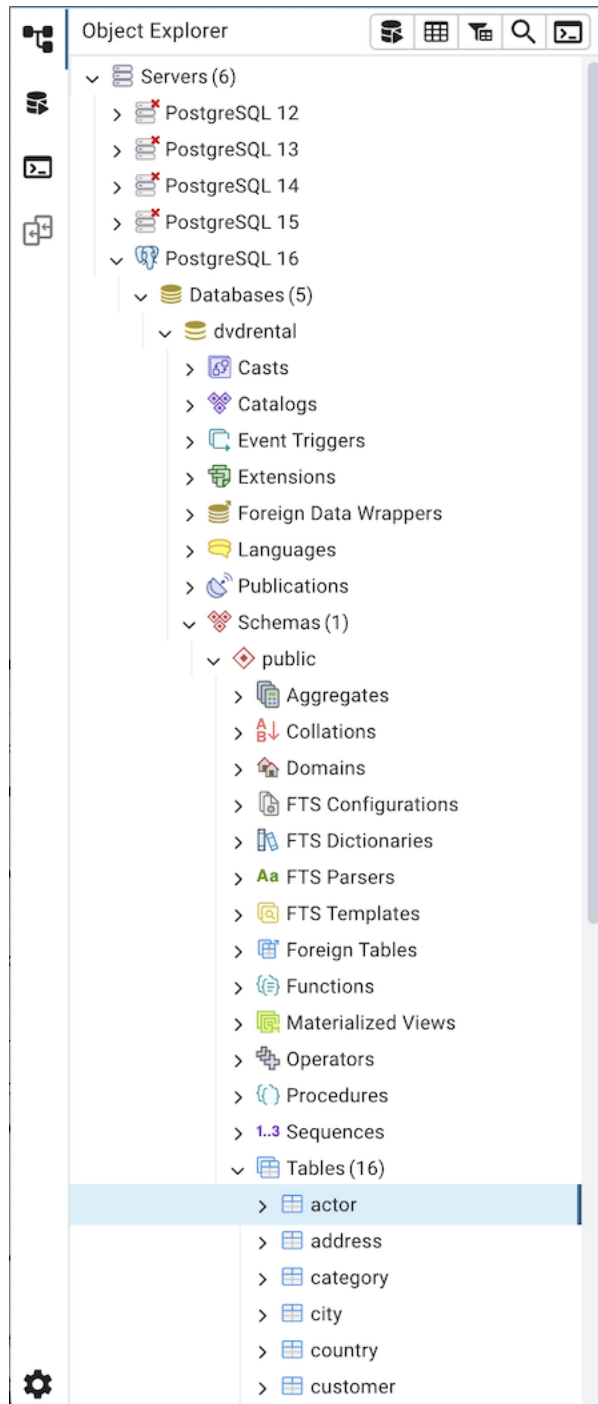 Object Explorer
Servers (6)
PostgreSQL 12
PostgreSQL 13
PostgreSQL 14
PostgreSQL 15
PostgreSQL 16
Databases (5)
dvdrental
Casts
Catalogs
Event Triggers
Extensions
Foreign Data Wrappers
Languages
Publications
Schemas (1)
public
Aggregates
AB Collations
Domains
FTS Configurations
FTS Dictionaries
Aa FTS Parsers
FTS Templates
Foreign Tables
Functions
Materialized Views
Operators
Procedures
1..3 Sequences
Tables (16)
actor
address
category
city
country
customer